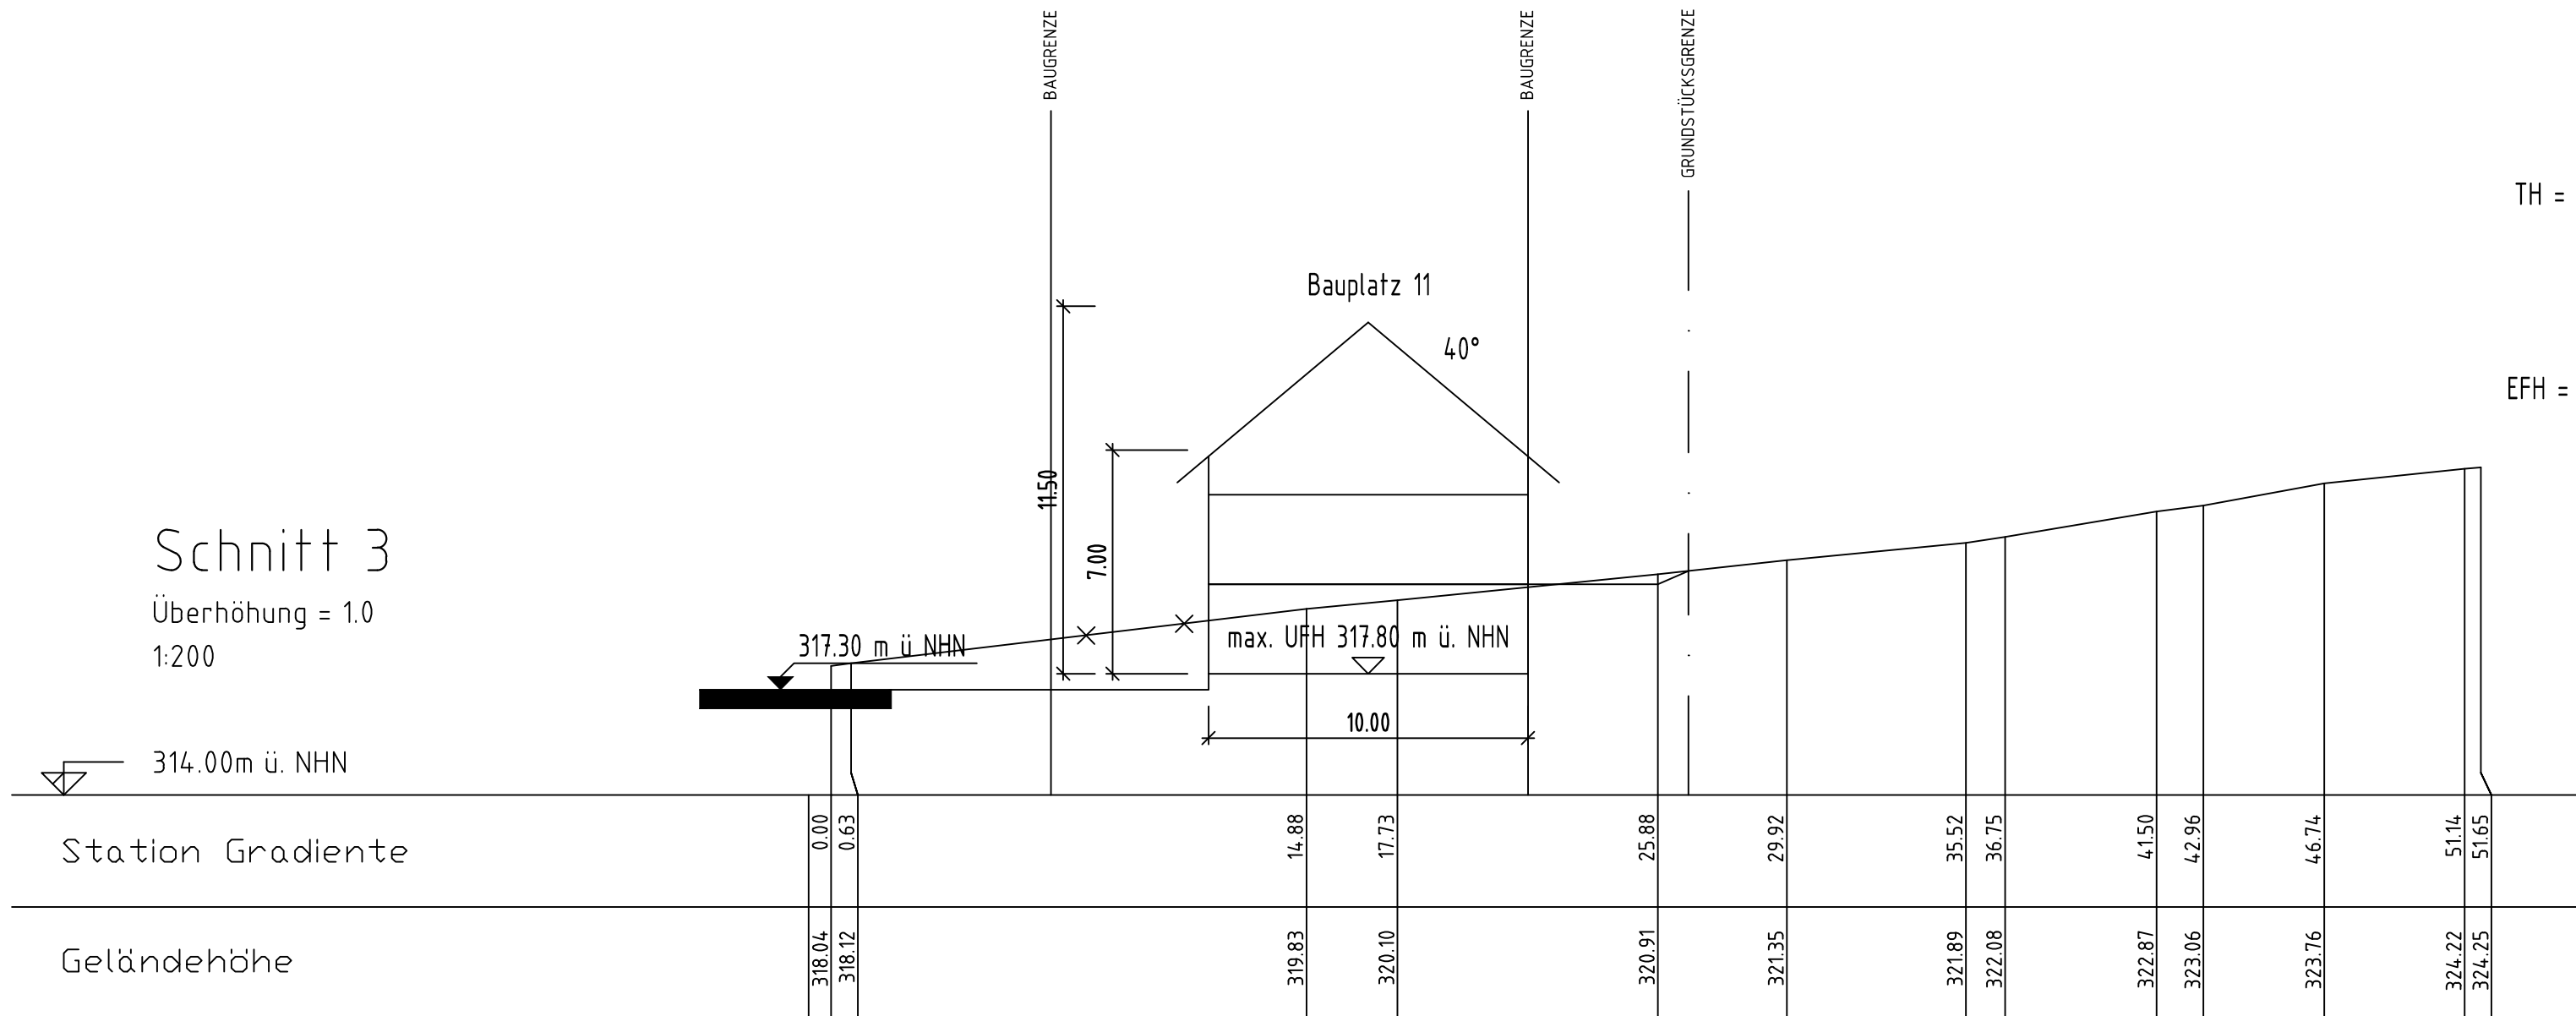 BAUGRENZE
BAUGRENZE
GRUNDSTÜCKSGRENZE
TH =
Bauplatz 11
40°
EFH =
11.50
7.00
Schnitt 3
Überhöhung = 1.0
1:200
317.30 m ü NHN
max. UFH 317.80 m ü. NHN
10.00
314.00m ü. NHN
Station Gradiente
0.00 0.63 14.88 17.73 25.88 29.92 35.52 36.75 41.50 42.96 46.74 51.14 51.65
Geländehöhe
318.04 318.12 319.83 320.10 320.91 321.35 321.89 322.08 322.87 323.06 323.76 324.22 324.25